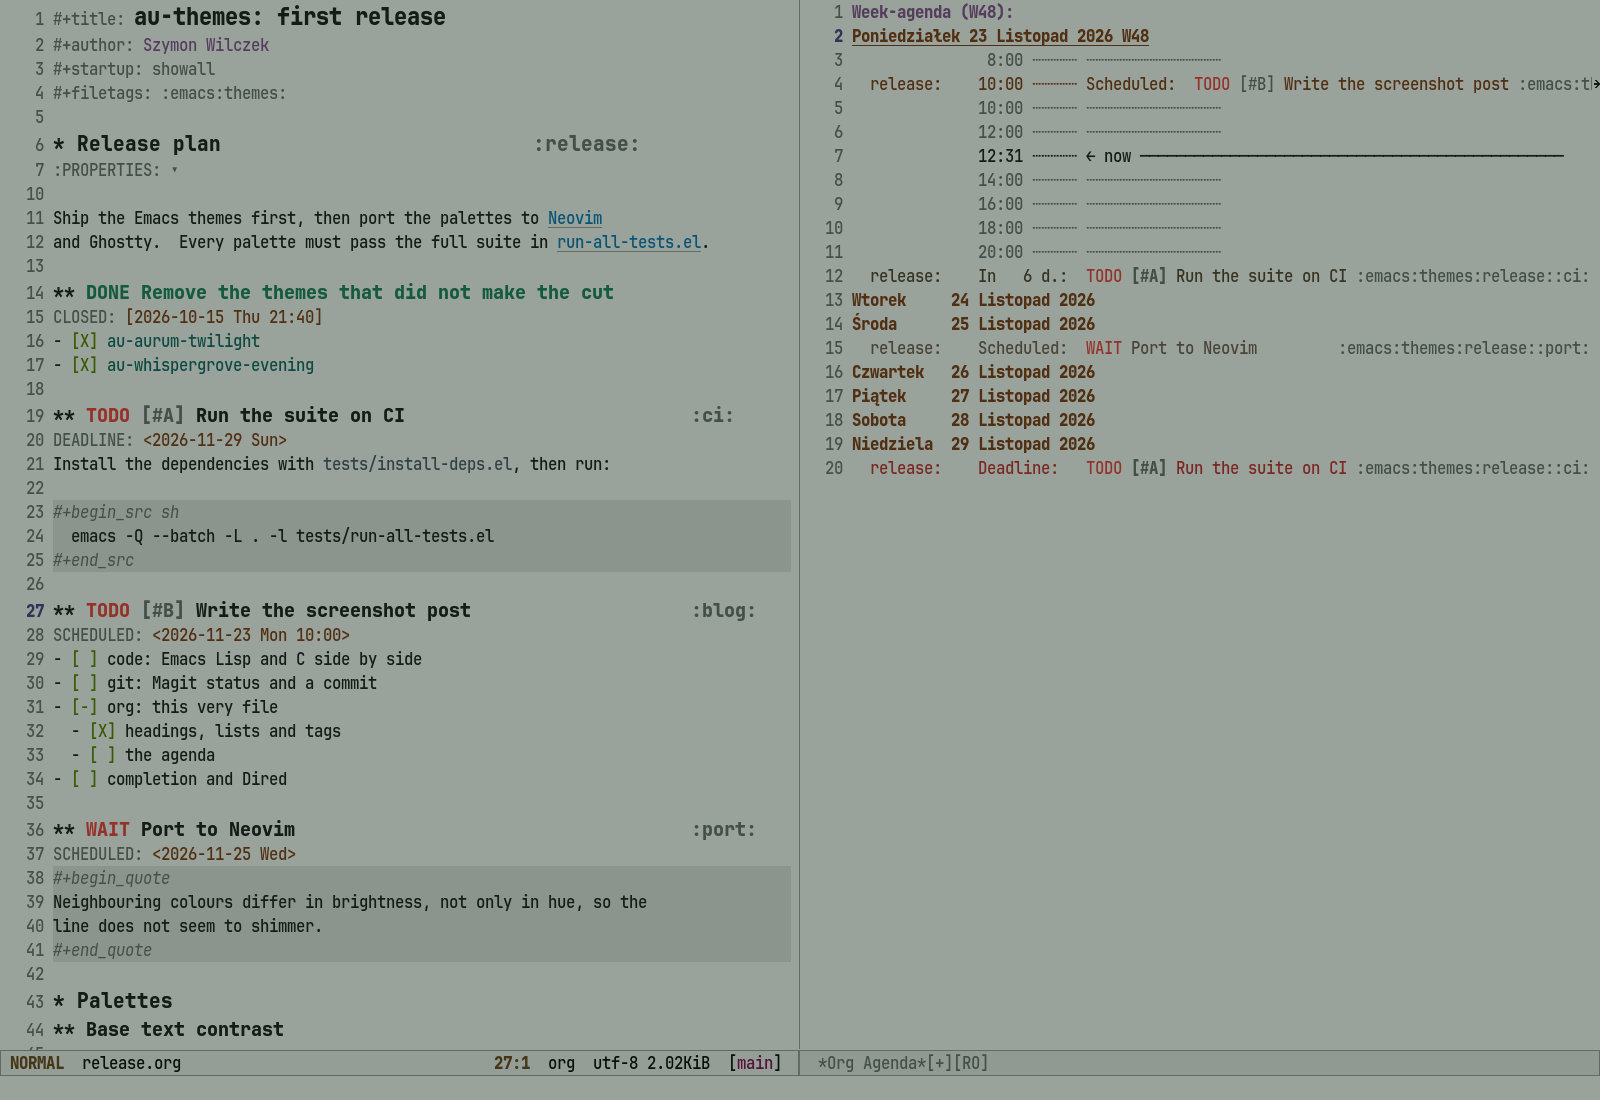 1 #+title: au-themes: first release
2 #+author: Szymon Wilczek
3 #+startup: showall
4 #+filetags: :emacs:themes:
5
6 * Release plan :release:
7 :PROPERTIES: ▾
10
11 Ship the Emacs themes first, then port the palettes to Neovim
12 and Ghostty.  Every palette must pass the full suite in run-all-tests.el.
13
14 ** DONE Remove the themes that did not make the cut
15 CLOSED: [2026-10-15 Thu 21:40]
16 - [X] au-aurum-twilight
17 - [X] au-whispergrove-evening
18
19 ** TODO [#A] Run the suite on CI :ci:
20 DEADLINE: <2026-11-29 Sun>
21 Install the dependencies with tests/install-deps.el, then run:
22
23 #+begin_src sh
24   emacs -Q --batch -L . -l tests/run-all-tests.el
25 #+end_src
26
27 ** TODO [#B] Write the screenshot post :blog:
28 SCHEDULED: <2026-11-23 Mon 10:00>
29 - [ ] code: Emacs Lisp and C side by side
30 - [ ] git: Magit status and a commit
31 - [-] org: this very file
32   - [X] headings, lists and tags
33   - [ ] the agenda
34 - [ ] completion and Dired
35
36 ** WAIT Port to Neovim :port:
37 SCHEDULED: <2026-11-25 Wed>
38 #+begin_quote
39 Neighbouring colours differ in brightness, not only in hue, so the
40 line does not seem to shimmer.
41 #+end_quote
42
43 * Palettes
44 ** Base text contrast
NORMAL  release.org 27:1  org  utf-8 2.02KiB  [main]
1 Week-agenda (W48):
2 Poniedziałek 23 Listopad 2026 W48
3 8:00 ┄┄┄┄┄ ┄┄┄┄┄┄┄┄┄┄┄┄┄┄┄
4 release: 10:00 ┄┄┄┄┄ Scheduled:  TODO [#B] Write the screenshot post :emacs:t
5 10:00 ┄┄┄┄┄ ┄┄┄┄┄┄┄┄┄┄┄┄┄┄┄
6 12:00 ┄┄┄┄┄ ┄┄┄┄┄┄┄┄┄┄┄┄┄┄┄
7 12:31 ┄┄┄┄┄ ← now ───────────────────────────────────────────────
8 14:00 ┄┄┄┄┄ ┄┄┄┄┄┄┄┄┄┄┄┄┄┄┄
9 16:00 ┄┄┄┄┄ ┄┄┄┄┄┄┄┄┄┄┄┄┄┄┄
10 18:00 ┄┄┄┄┄ ┄┄┄┄┄┄┄┄┄┄┄┄┄┄┄
11 20:00 ┄┄┄┄┄ ┄┄┄┄┄┄┄┄┄┄┄┄┄┄┄
12 release: In   6 d.:  TODO [#A] Run the suite on CI :emacs:themes:release::ci:
13 Wtorek     24 Listopad 2026
14 Środa      25 Listopad 2026
15 release: Scheduled:  WAIT Port to Neovim :emacs:themes:release::port:
16 Czwartek   26 Listopad 2026
17 Piątek     27 Listopad 2026
18 Sobota     28 Listopad 2026
19 Niedziela  29 Listopad 2026
20 release: Deadline:   TODO [#A] Run the suite on CI :emacs:themes:release::ci:
*Org Agenda*[+][RO]